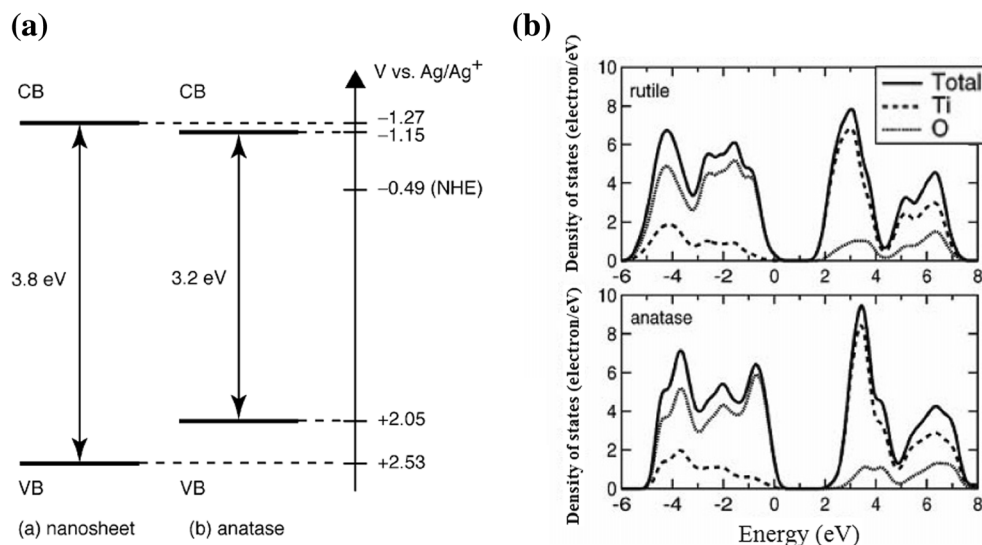 (a)
V vs. Ag/Ag+
CB
CB
−1.27
−1.15
−0.49 (NHE)
3.8 eV
3.2 eV
+2.05
+2.53
VB
VB
(a) nanosheet
(b) anatase
(b)
Density of states (electron/eV)
10
8
6
4
2
0
rutile
Total
Ti
O
-6 -4 -2 0 2 4 6 8
Density of states (electron/eV)
10
8
6
4
2
0
anatase
-6 -4 -2 0 2 4 6 8
Energy (eV)